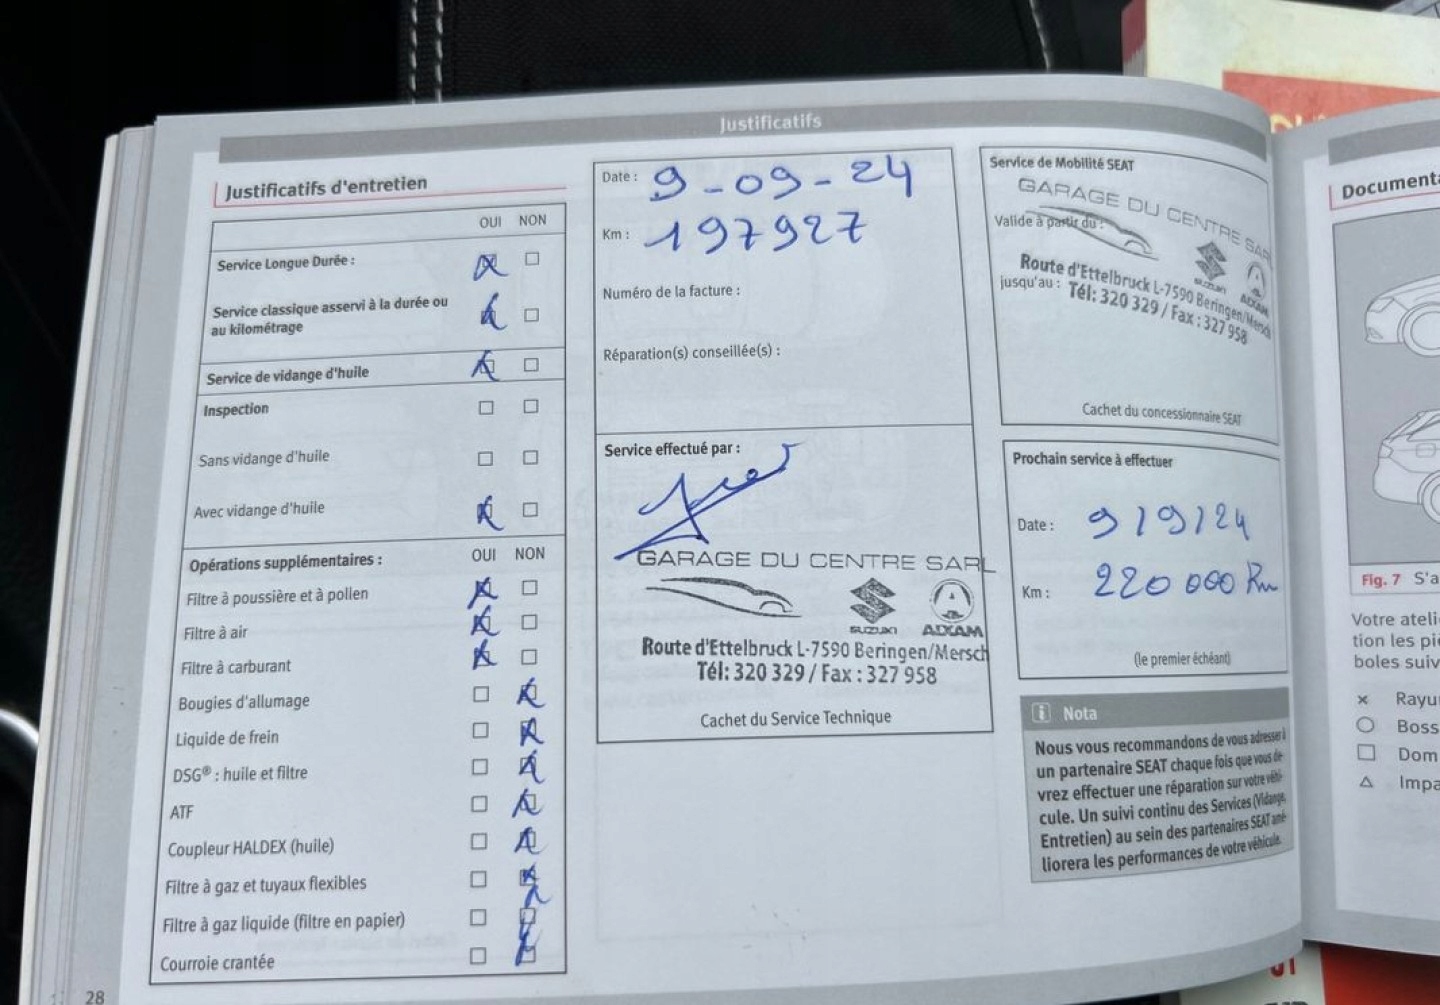 Justificatifs
Justificatifs d'entretien
OUI NON
Service Longue Durée :
Service classique asservi à la durée ou
au kilométrage
Service de vidange d'huile
Inspection
Sans vidange d'huile
Avec vidange d'huile
Opérations supplémentaires : OUI NON
Filtre à poussière et à pollen
Filtre à air
Filtre à carburant
Bougies d'allumage
Liquide de frein
DSG® : huile et filtre
ATF
Coupleur HALDEX (huile)
Filtre à gaz et tuyaux flexibles
Filtre à gaz liquide (filtre en papier)
Courroie crantée
28
Date : 9-09-24
Km : 197927
Numéro de la facture :
Réparation(s) conseillée(s) :
Service effectué par :
GARAGE DU CENTRE SARL
SUZUKI AIXAM
Route d'Ettelbruck L-7590 Beringen/Mersch
Tél: 320 329 / Fax : 327 958
Cachet du Service Technique
Service de Mobilité SEAT
GARAGE DU CENTRE SARL
Valide à partir du :
SUZUKI AIXAM
Route d'Ettelbruck L-7590 Beringen/Mersch
jusqu'au :
Tél: 320 329 / Fax : 327 958
Cachet du concessionnaire SEAT
Prochain service à effectuer
Date : 9/9/24
Km : 220 000 Km
(le premier échéant)
i Nota
Nous vous recommandons de vous adresser à
un partenaire SEAT chaque fois que vous de-
vrez effectuer une réparation sur votre véhi-
cule. Un suivi continu des Services (Vidange,
Entretien) au sein des partenaires SEAT amé-
liorera les performances de votre véhicule.
Documenta
Fig. 7 S'a
Votre ateli
tion les piè
boles suiv
× Rayu
○ Boss
□ Dom
△ Impa